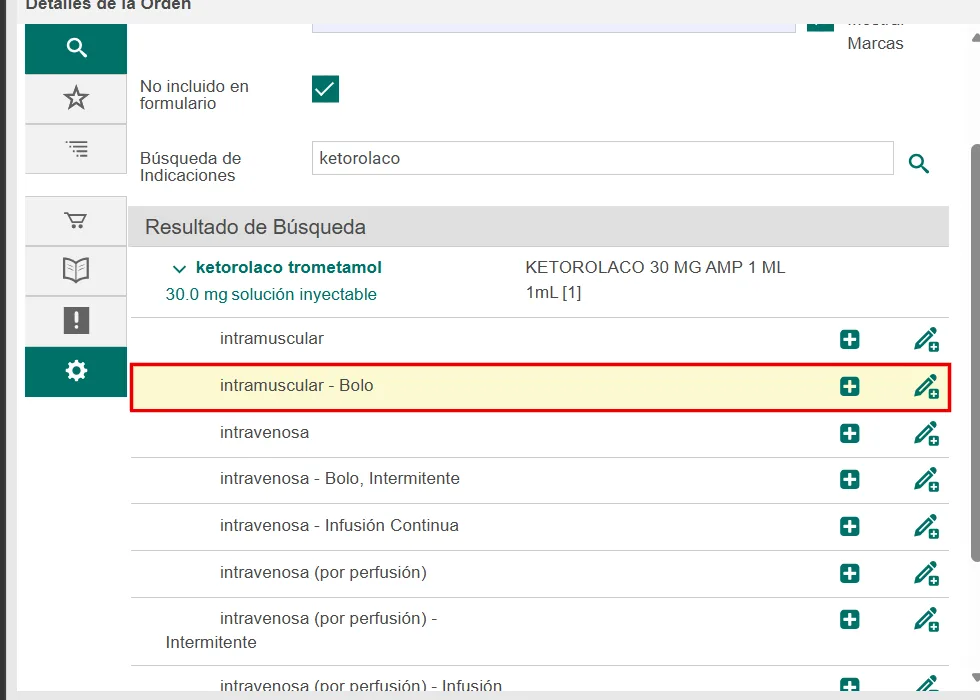 Detalles de la Orden
Mostrar
Marcas
No incluido en
formulario
Búsqueda de
Indicaciones
ketorolaco
Resultado de Búsqueda
ketorolaco trometamol
30.0 mg solución inyectable
KETOROLACO 30 MG AMP 1 ML
1mL [1]
intramuscular
intramuscular - Bolo
intravenosa
intravenosa - Bolo, Intermitente
intravenosa - Infusión Continua
intravenosa (por perfusión)
intravenosa (por perfusión) -
Intermitente
intravenosa (por perfusión) - Infusión